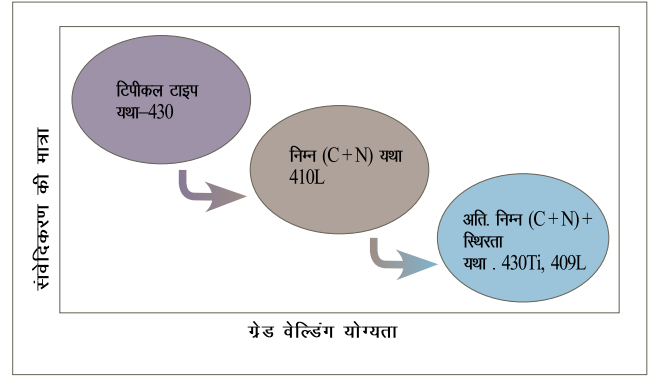 टिपीकल टाइप
यथा–430
निम्न (C+N) यथा
410L
अति. निम्न (C+N)+
स्थिरता
यथा . 430Ti, 409L
संवेदिकरण की मात्रा
ग्रेड वेल्डिंग योग्यता